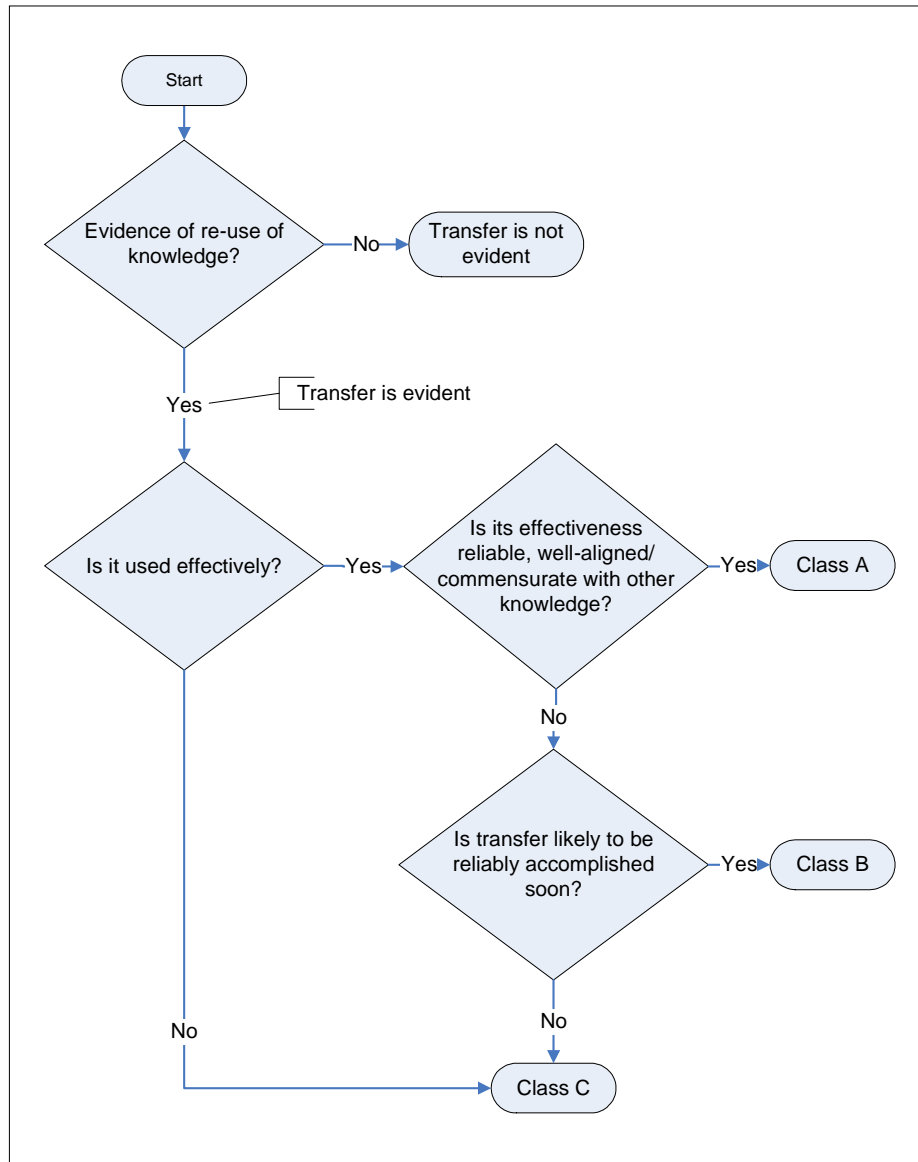 Start
Evidence of re-use of
knowledge?
No
Transfer is not
evident
Yes
Transfer is evident
Is it used effectively?
Yes
Is its effectiveness
reliable, well-aligned/
commensurate with other
knowledge?
Yes
Class A
No
Is transfer likely to be
reliably accomplished
soon?
Yes
Class B
No
No
Class C